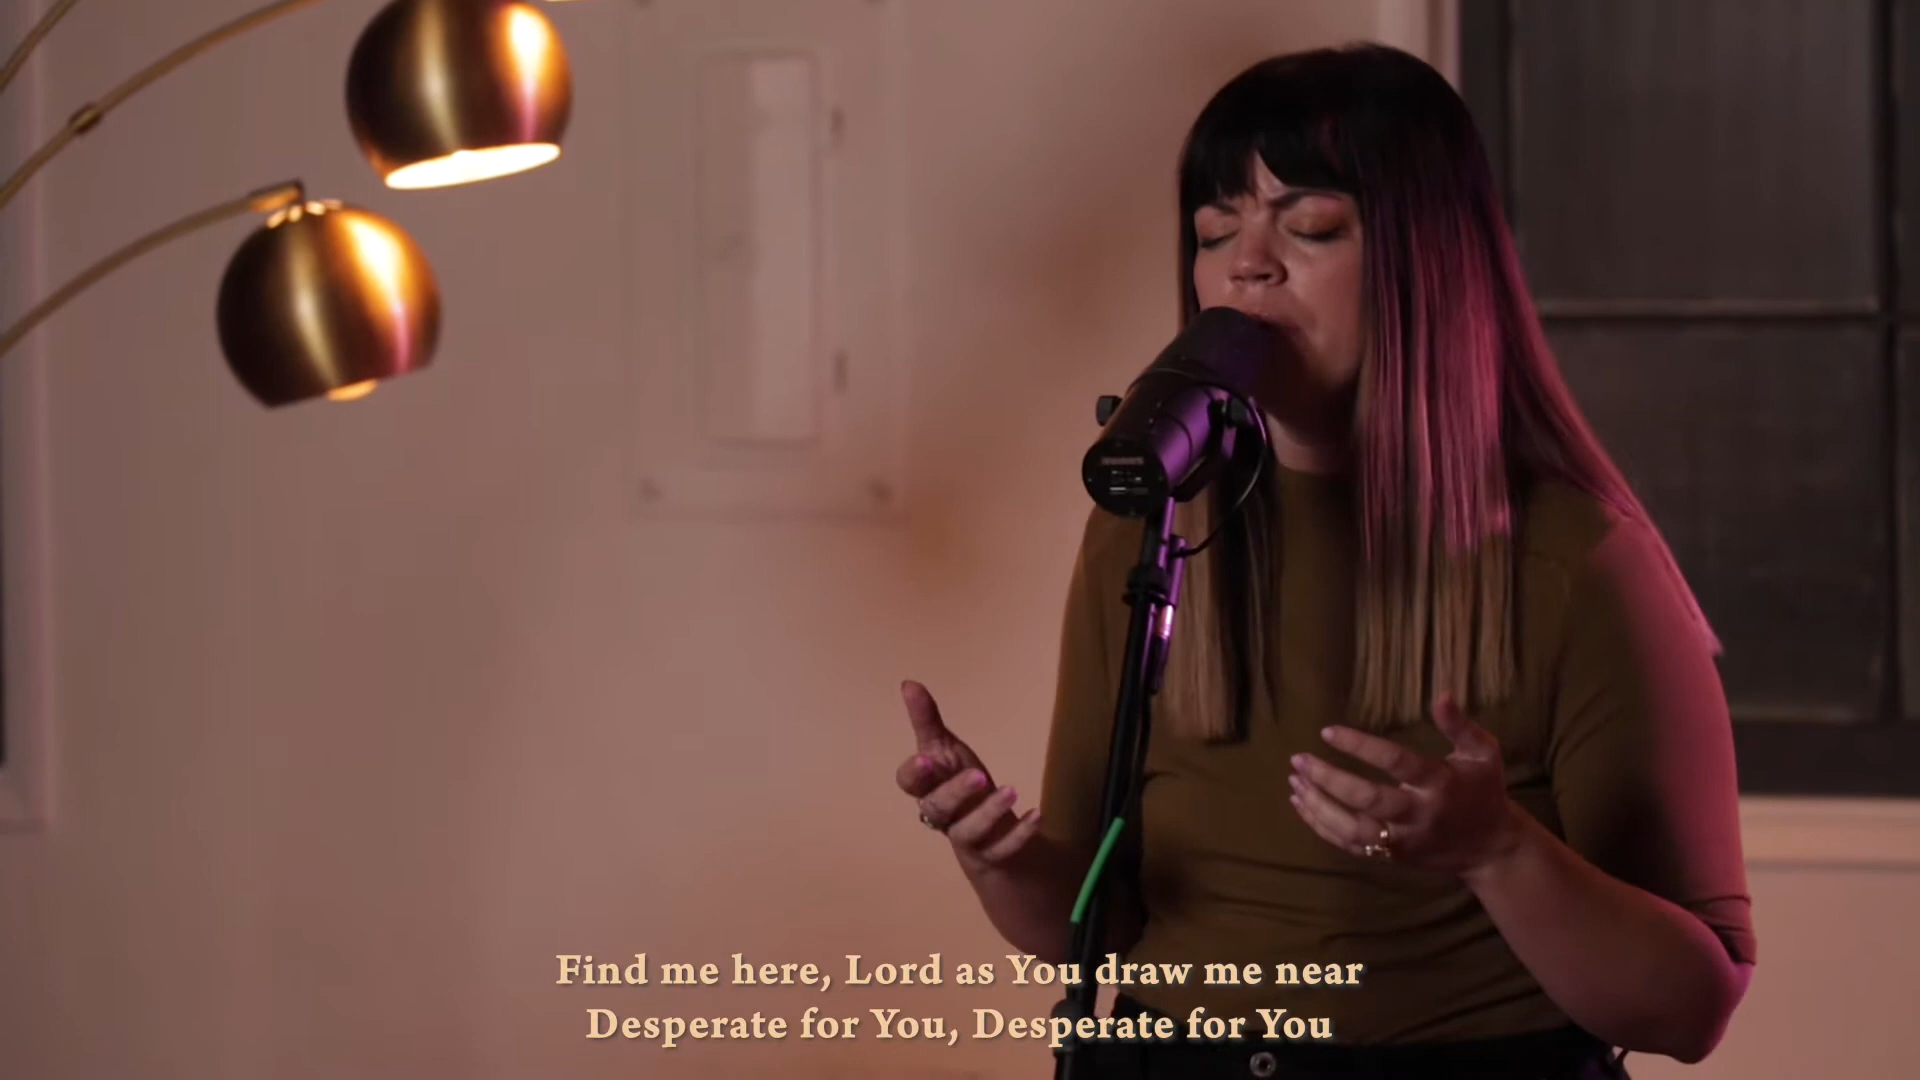 Find me here, Lord as You draw me near
Desperate for You, Desperate for You